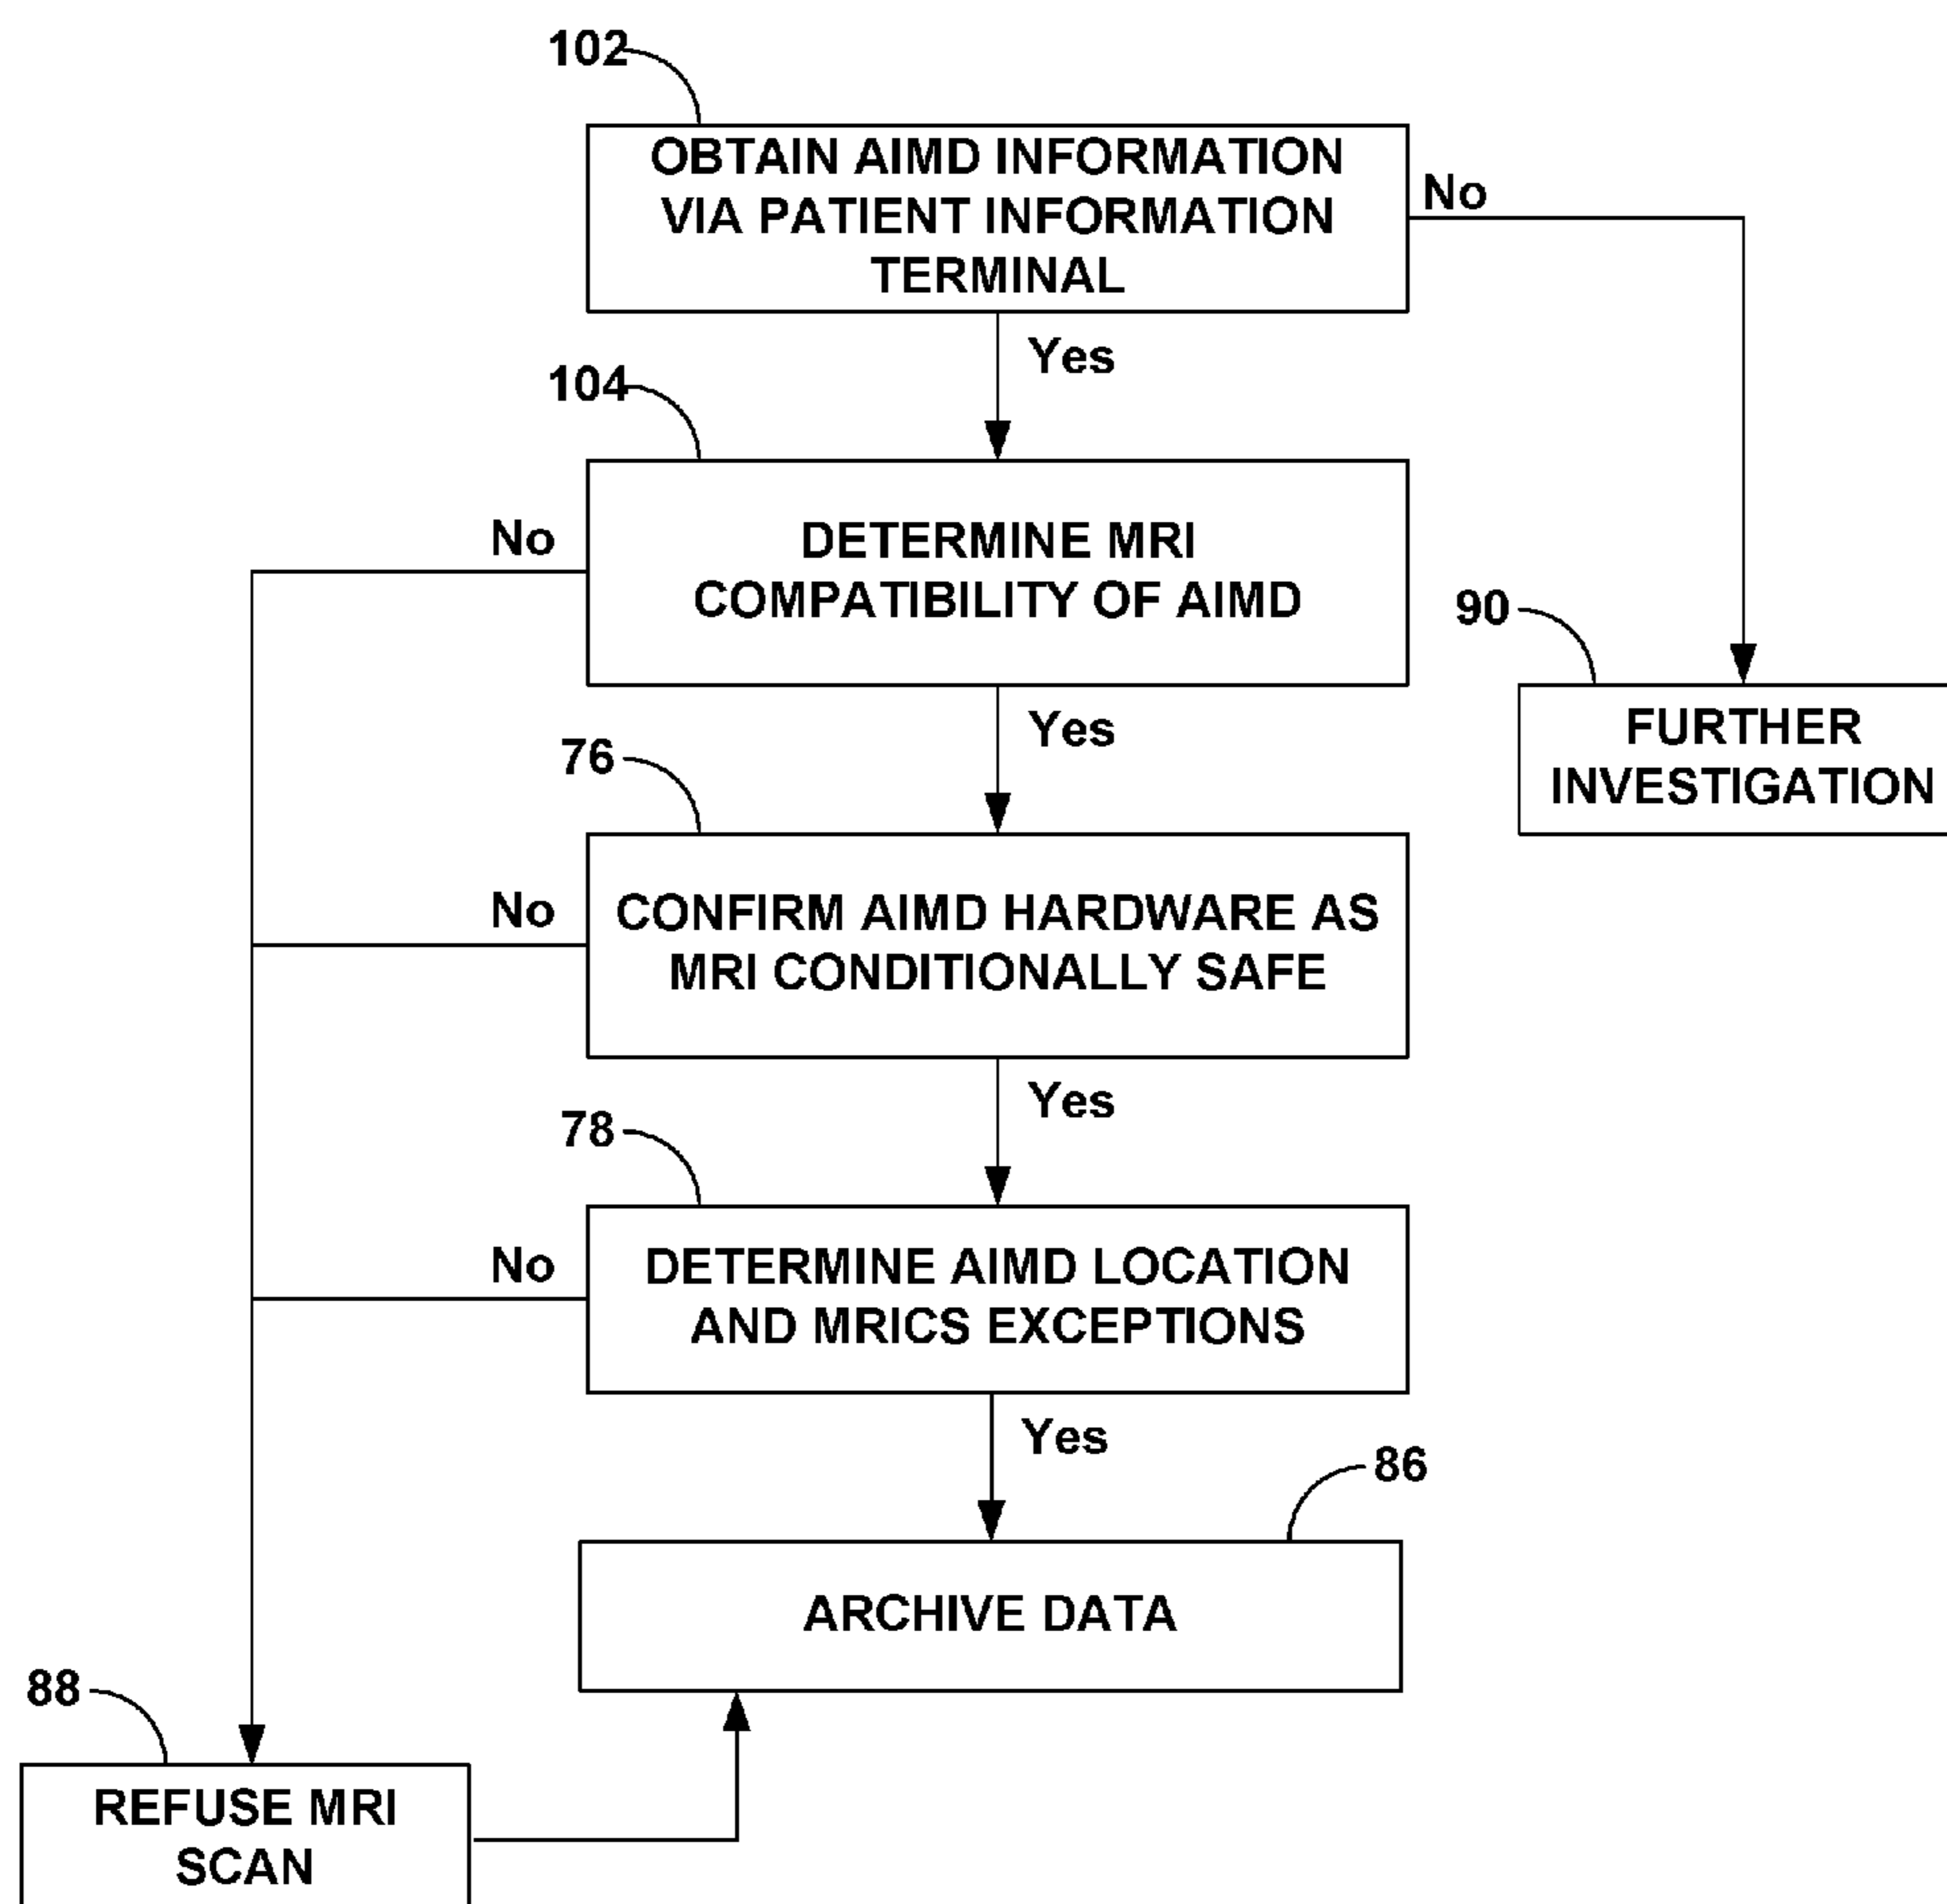 102
OBTAIN AIMD INFORMATION
VIA PATIENT INFORMATION
TERMINAL
No
Yes
104
DETERMINE MRI
COMPATIBILITY OF AIMD
No
90
FURTHER
INVESTIGATION
Yes
76
CONFIRM AIMD HARDWARE AS
MRI CONDITIONALLY SAFE
No
Yes
78
DETERMINE AIMD LOCATION
AND MRICS EXCEPTIONS
No
Yes
86
ARCHIVE DATA
88
REFUSE MRI
SCAN